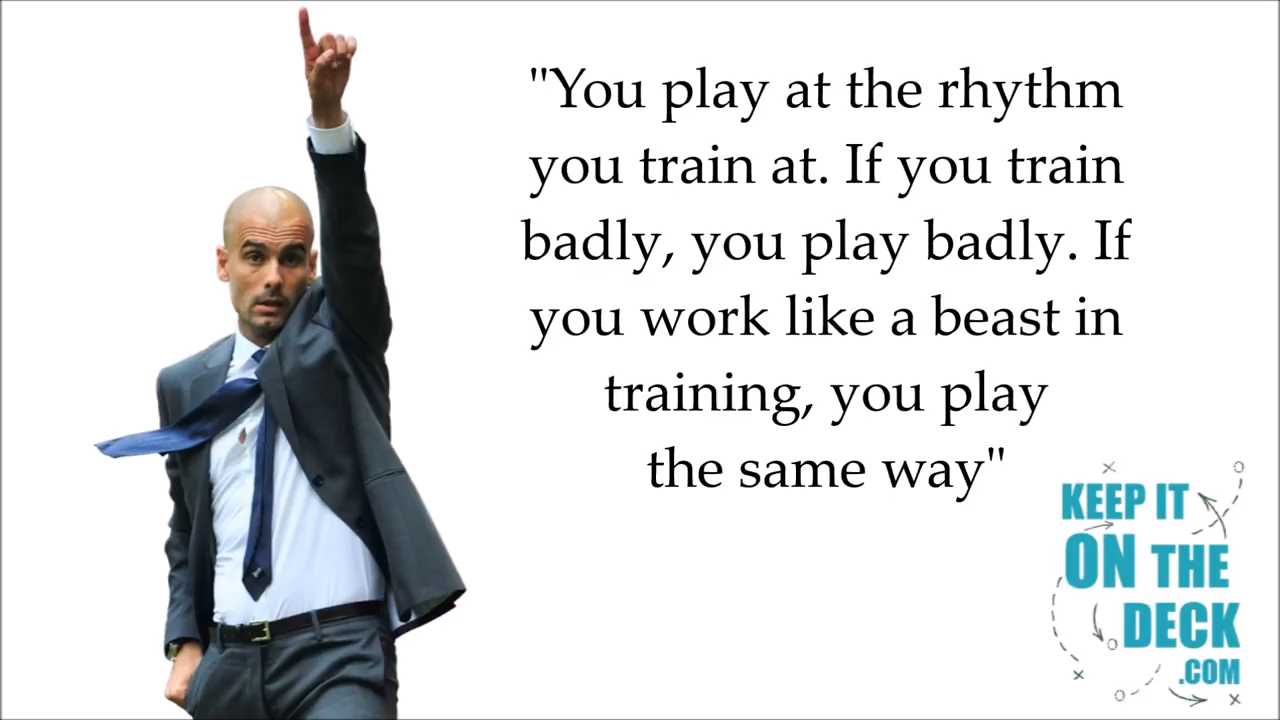 "You play at the rhythm
you train at. If you train
badly, you play badly. If
you work like a beast in
training, you play
the same way"
KEEP IT
ON THE
DECK
.COM